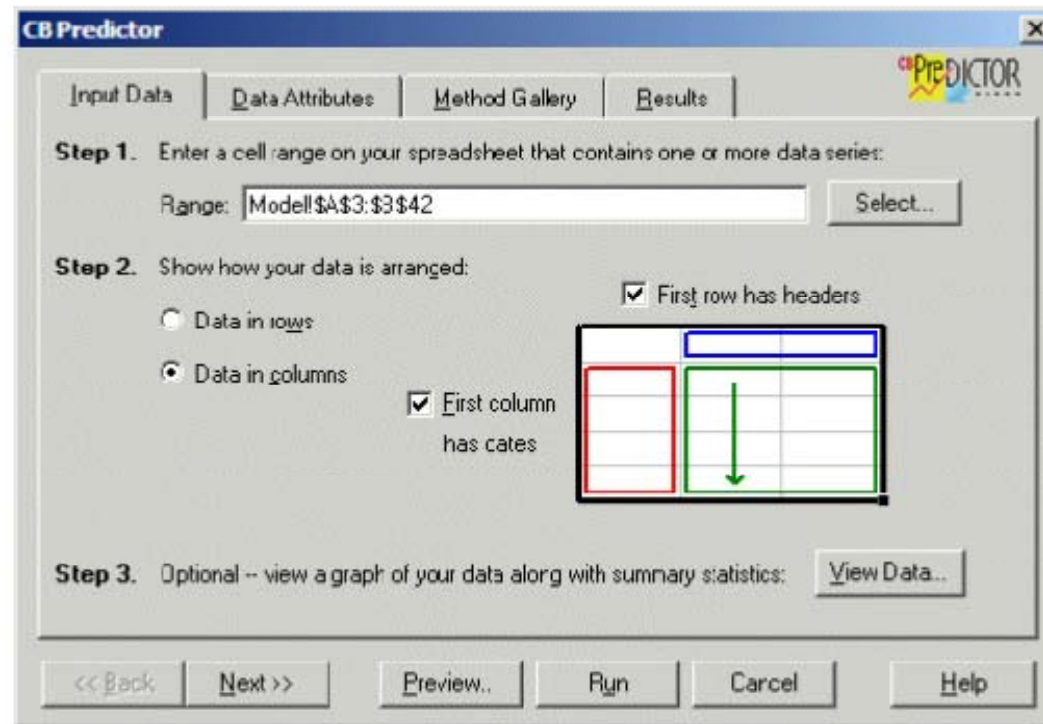 CB Predictor
CB PreDICTOR
Input Data
Data Attributes
Method Gallery
Results
Step 1. Enter a cell range on your spreadsheet that contains one or more data series:
Range: Model!$A$3:$B$42
Select...
Step 2. Show how your data is arranged:
First row has headers
Data in rows
Data in columns
First column
has cates
Step 3. Optional -- view a graph of your data along with summary statistics:
View Data...
<< Back
Next >>
Preview..
Run
Carcel
Help